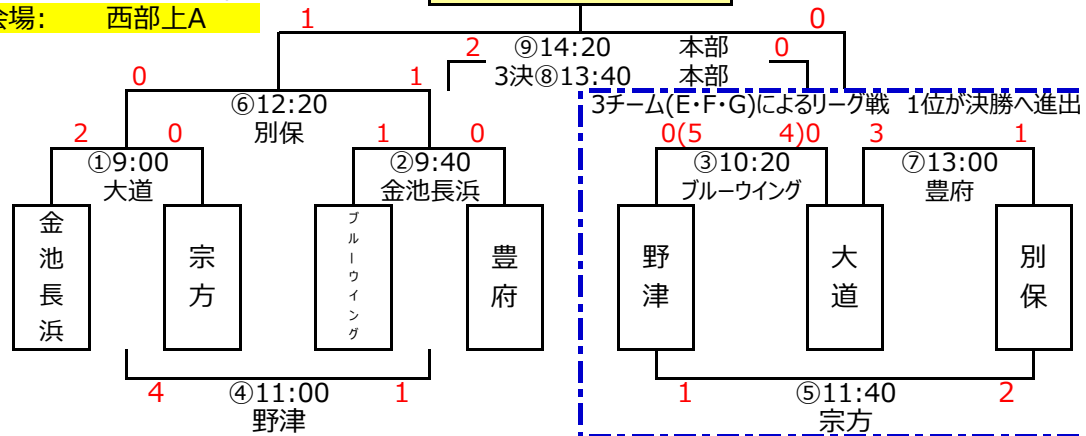 会場: 西部上A
1 0
2 ⑨14:20 本部 0
0 1 3決⑧13:40 本部
⑥12:20 3チーム(E・F・G)によるリーグ戦 1位が決勝へ進出
2 0 別保 1 0 0(5 4)0 3 1
①9:00 ②9:40 ③10:20 ⑦13:00
大道 金池長浜 ブルーウイング 豊府
金池長浜 宗方 ブルーウイング 豊府 野津 大道 別保
4 ④11:00 1 1 ⑤11:40 2
野津 宗方